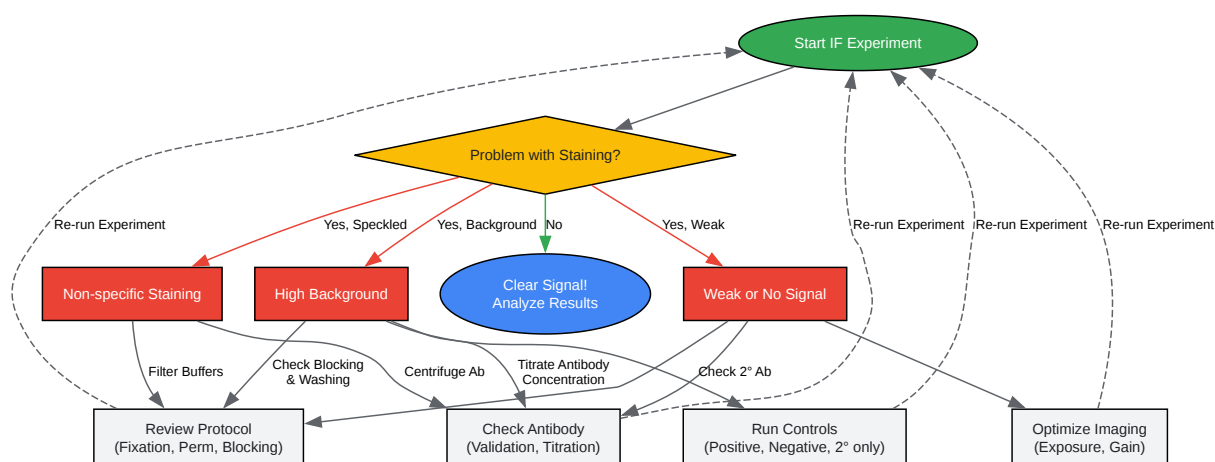 Start IF Experiment
Problem with Staining?
Re-run Experiment
Yes, Speckled
Yes, Background
No
Yes, Weak
Re-run Experiment
Re-run Experiment
Re-run Experiment
Non-specific Staining
High Background
Clear Signal!
Analyze Results
Weak or No Signal
Filter Buffers
Check Blocking
& Washing
Centrifuge Ab
Titrate Antibody
Concentration
Check 2° Ab
Review Protocol
(Fixation, Perm, Blocking)
Check Antibody
(Validation, Titration)
Run Controls
(Positive, Negative, 2° only)
Optimize Imaging
(Exposure, Gain)